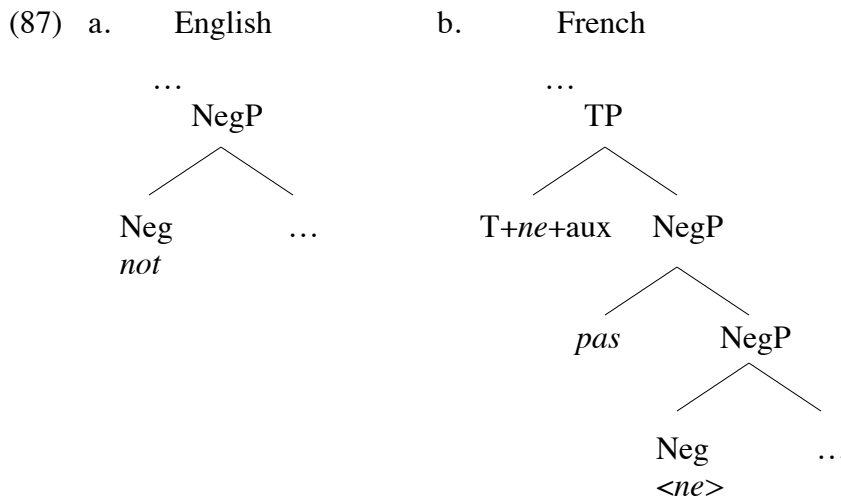 (87) a. English b. French
… …
NegP TP
Neg … T+ne+aux NegP
not
pas NegP
Neg …
<ne>